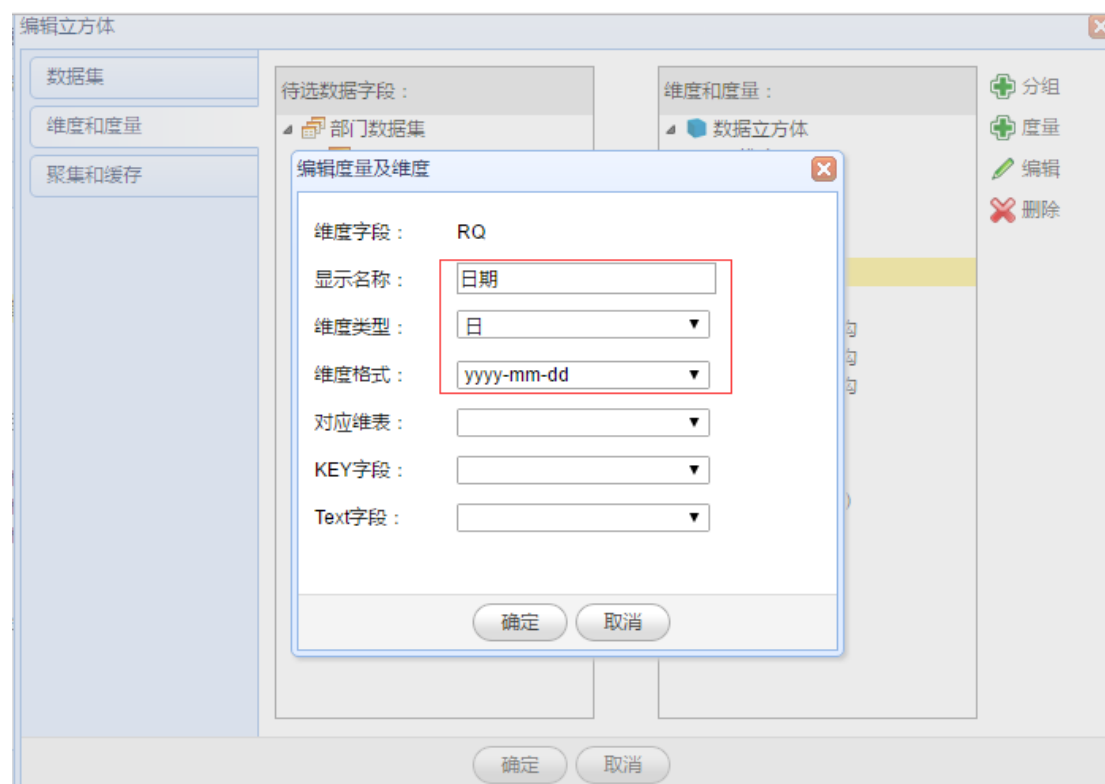 编辑立方体
数据集
维度和度量
聚集和缓存
待选数据字段：
部门数据集
维度和度量：
数据立方体
分组
度量
编辑
删除
编辑度量及维度
维度字段： RQ
显示名称： 日期
维度类型： 日
维度格式： yyyy-mm-dd
对应维表：
KEY字段：
Text字段：
确定 取消
确定 取消